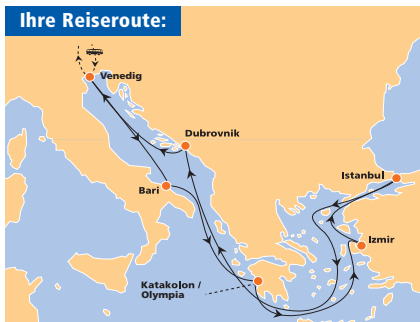 Ihre Reiseroute:
Venedig
Dubrovnik
Istanbul
Bari
Izmir
Katakolon /
Olympia